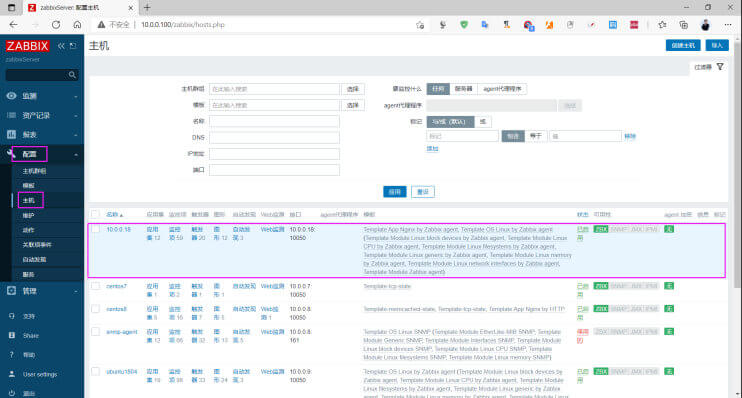 zabbixServer: 配置主机
不安全 | 10.0.0.100/zabbix/hosts.php
ZABBIX
zabbixServer
监测
资产记录
报表
配置
主机群组
模板
主机
维护
动作
关联项事件
自动发现
服务
管理
支持
Share
帮助
User settings
退出
主机
创建主机
导入
过滤器
主机群组 在此输入搜索 选择
模板 在此输入搜索 选择
名称
DNS
IP地址
端口
要监控什么 任何 服务器 agent代理程序
agent代理程序 选择
标记 与/或 (默认) 或
标记 包含 等于 值 移除
添加
应用 重设
名称▲ 应用集 监控项 触发器 图形 自动发现 Web监测 接口 agent代理程序 模板 状态 可用性 agent 加密 信息 标记
10.0.0.18 应用集 12 监控项 59 触发器 20 图形 12 自动发现 3 Web监测 10.0.0.18: 10050
Template App Nginx by Zabbix agent, Template OS Linux by Zabbix agent
(Template Module Linux block devices by Zabbix agent, Template Module Linux
CPU by Zabbix agent, Template Module Linux filesystems by Zabbix agent,
Template Module Linux generic by Zabbix agent, Template Module Linux memory
by Zabbix agent, Template Module Linux network interfaces by Zabbix agent,
Template Module Zabbix agent)
已启用 ZBX SNMP JMX IPMI 无
centos7 应用集 1 监控项 2 触发器 1 图形 1 自动发现 Web监测 10.0.0.7: 10050 Template-tcp-state 已启用 ZBX SNMP JMX IPMI 无
centos8 应用集 5 监控项 16 触发器 7 图形 5 自动发现 Web监测 1 10.0.0.8: 10050 Template-memcached-state, Template-tcp-state, Template App Nginx by HTTP 已启用 ZBX SNMP JMX IPMI 无
snmp-agent 应用集 12 监控项 66 触发器 32 图形 13 自动发现 5 Web监测 10.0.0.8: 161
Template OS Linux SNMP (Template Module EtherLike-MIB SNMP, Template
Module Generic SNMP, Template Module Interfaces SNMP, Template Module
Linux block devices SNMP, Template Module Linux CPU SNMP, Template
Module Linux filesystems SNMP, Template Module Linux memory SNMP)
停用的 ZBX SNMP JMX IPMI 无
ubuntu1804 应用集 19 监控项 98 触发器 33 图形 24 自动发现 3 Web监测 10.0.0.9: 10050
Template OS Linux by Zabbix agent (Template Module Linux block devices by
Zabbix agent, Template Module Linux CPU by Zabbix agent, Template Module
Linux filesystems by Zabbix agent, Template Module Linux generic by Zabbix
已启用 ZBX SNMP JMX IPMI 无